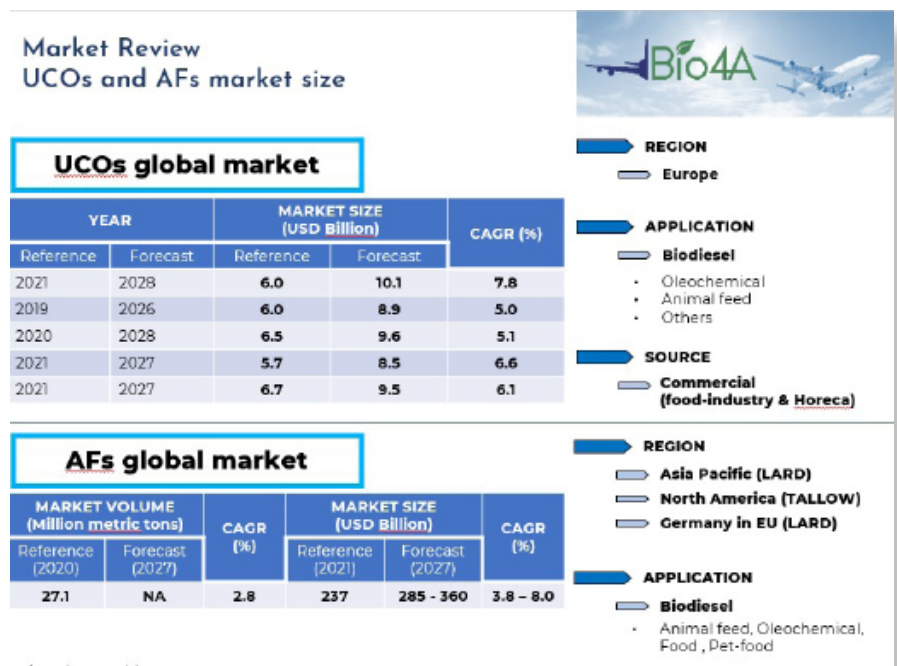 Market Review
UCOs and AFs market size
Bio4A
UCOs global market
YEAR
MARKET SIZE
(USD Billion)
CAGR (%)
Reference Forecast Reference Forecast
2021 2028 6.0 10.1 7.8
2019 2026 6.0 8.9 5.0
2020 2028 6.5 9.6 5.1
2021 2027 5.7 8.5 6.6
2021 2027 6.7 9.5 6.1
REGION
Europe
APPLICATION
Biodiesel
• Oleochemical
• Animal feed
• Others
SOURCE
Commercial
(food-industry & Horeca)
AFs global market
MARKET VOLUME
(Million metric tons)
CAGR
(%)
MARKET SIZE
(USD Billion)
CAGR
(%)
Reference
(2020)
Forecast
(2027)
Reference
(2021)
Forecast
(2027)
27.1 NA 2.8 237 285 - 360 3.8 – 8.0
REGION
Asia Pacific (LARD)
North America (TALLOW)
Germany in EU (LARD)
APPLICATION
Biodiesel
• Animal feed, Oleochemical,
Food , Pet-food